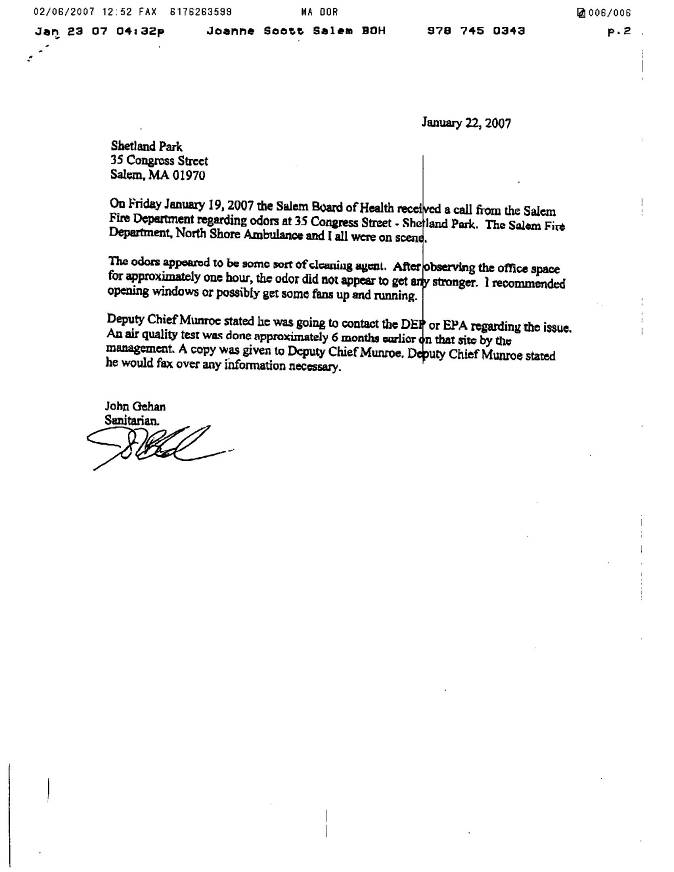 02/06/2007 12:52 FAX 6176263599 MA DOR 006/006
Jan 23 07 04:32p Joanne Scott Salem BOH 978 745 0343 p.2
January 22, 2007
Shetland Park
35 Congress Street
Salem, MA 01970
On Friday January 19, 2007 the Salem Board of Health received a call from the Salem
Fire Department regarding odors at 35 Congress Street - Shetland Park. The Salem Fire
Department, North Shore Ambulance and I all were on scene.
The odors appeared to be some sort of cleaning agent. After observing the office space
for approximately one hour, the odor did not appear to get any stronger. I recommended
opening windows or possibly get some fans up and running.
Deputy Chief Munroe stated he was going to contact the DEP or EPA regarding the issue.
An air quality test was done approximately 6 months earlier on that site by the
management. A copy was given to Deputy Chief Munroe. Deputy Chief Munroe stated
he would fax over any information necessary.
John Gehan
Sanitarian.